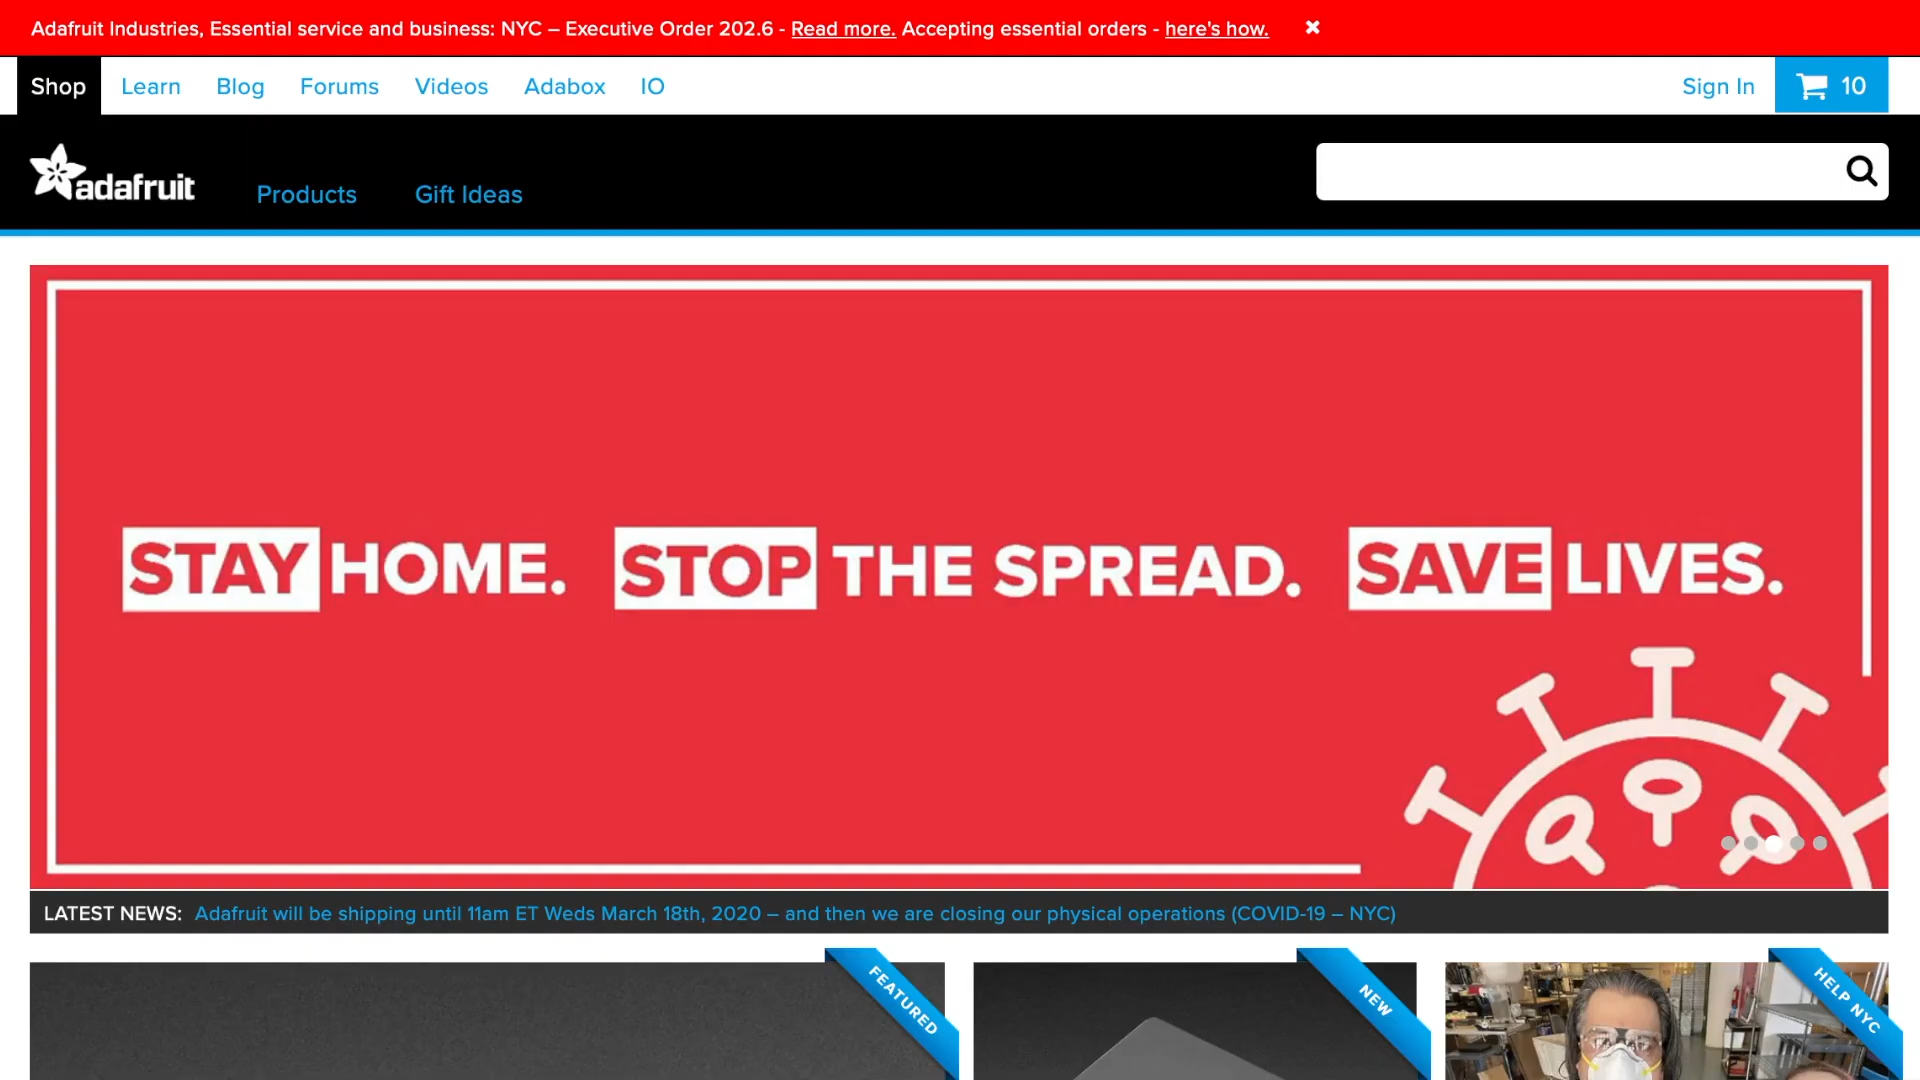 Adafruit Industries, Essential service and business: NYC – Executive Order 202.6 - Read more. Accepting essential orders - here's how. ✖
Shop Learn Blog Forums Videos Adabox IO Sign In 10
adafruit Products Gift Ideas
STAY HOME. STOP THE SPREAD. SAVE LIVES.
LATEST NEWS: Adafruit will be shipping until 11am ET Weds March 18th, 2020 – and then we are closing our physical operations (COVID-19 – NYC)
FEATURED
NEW
HELP NYC